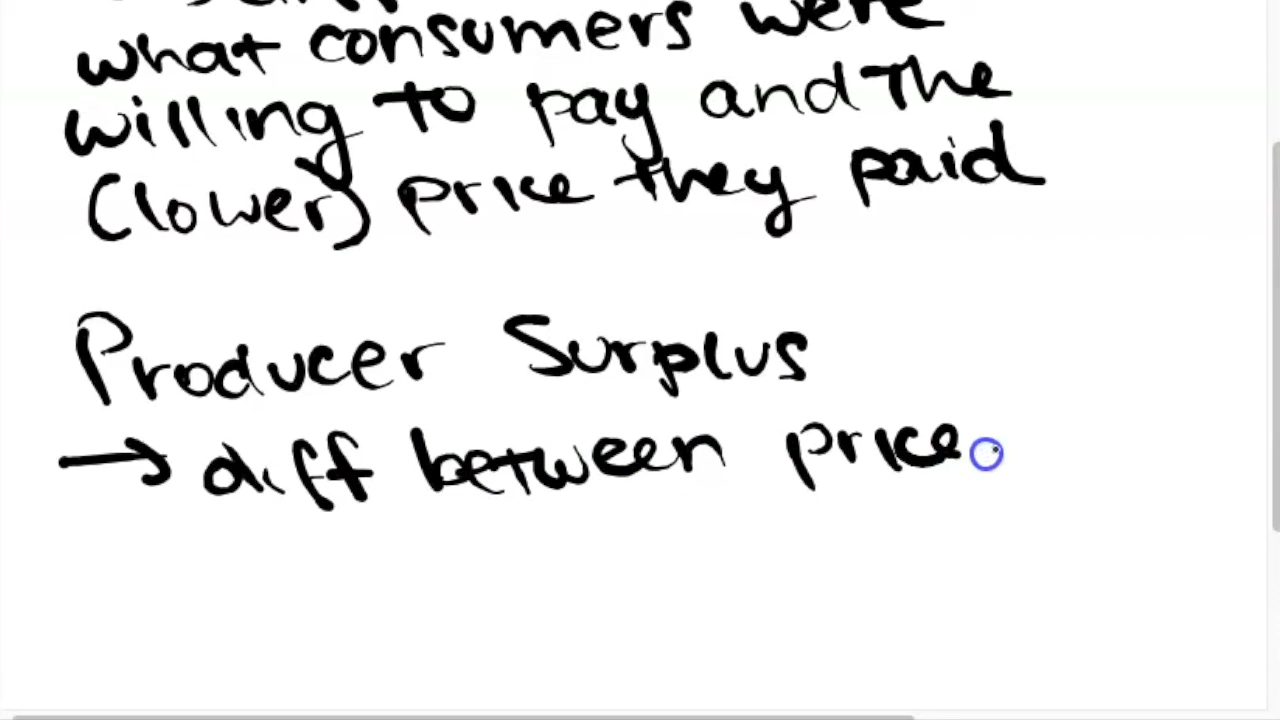 what consumers were
willing to pay and the
(lower) price they paid
Producer Surplus
→ diff between price